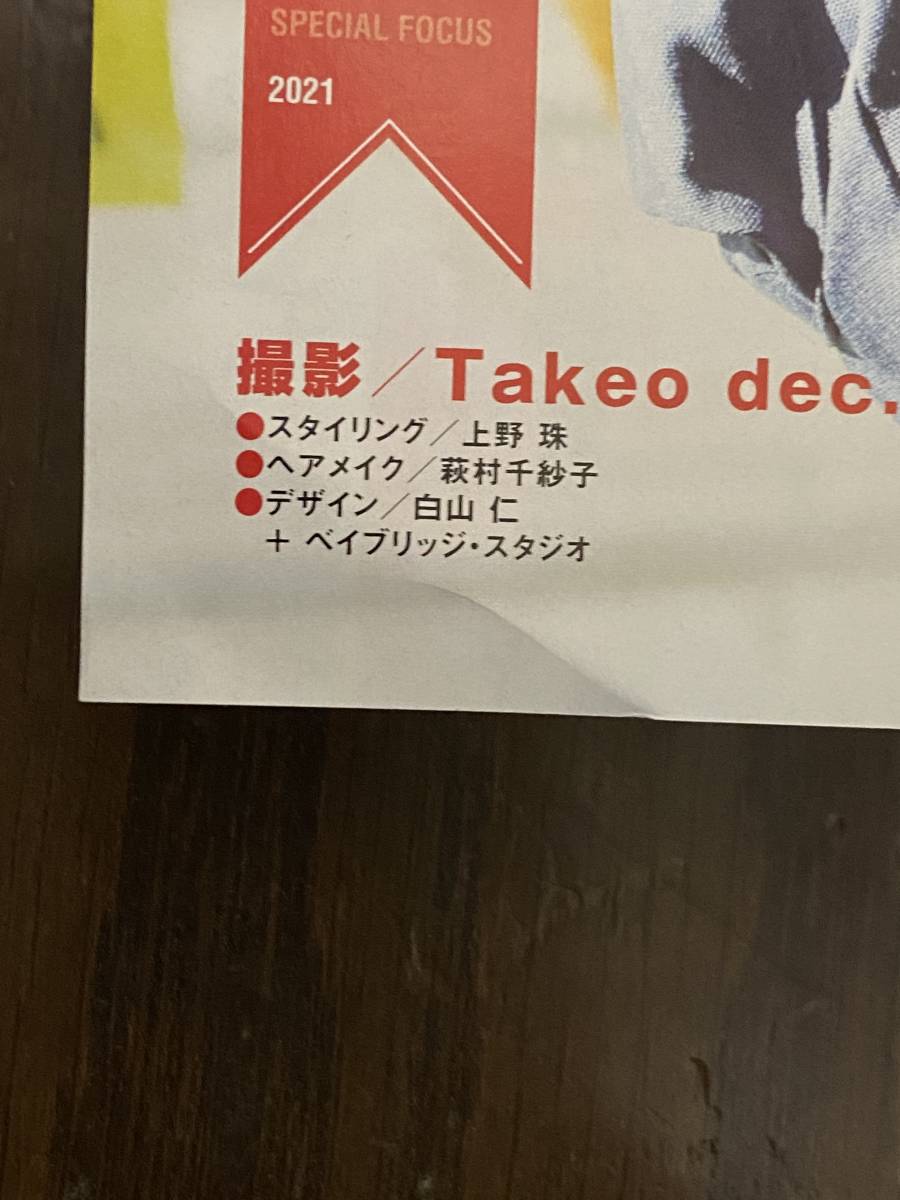 SPECIAL FOCUS
2021
撮影／Takeo dec.
●スタイリング／上野 珠
●ヘアメイク／萩村千紗子
●デザイン／白山 仁
＋ ベイブリッジ・スタジオ